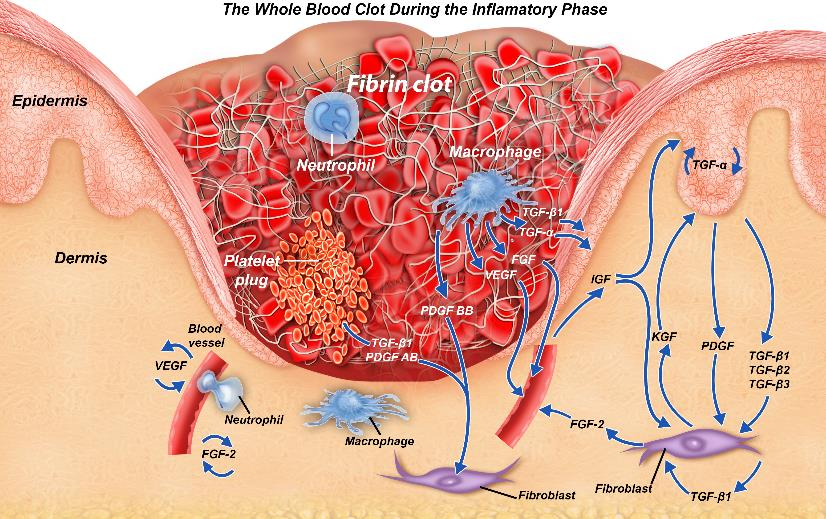 The Whole Blood Clot During the Inflamatory Phase
Epidermis
Fibrin clot
Neutrophil
Macrophage
TGF-α
TGF-β1
TGF-α
FGF
VEGF
Dermis
Platelet
plug
IGF
PDGF BB
Blood
vessel
TGF-β1
PDGF AB
KGF
PDGF
TGF-β1
TGF-β2
TGF-β3
VEGF
Neutrophil
Macrophage
FGF-2
FGF-2
Fibroblast
Fibroblast
TGF-β1